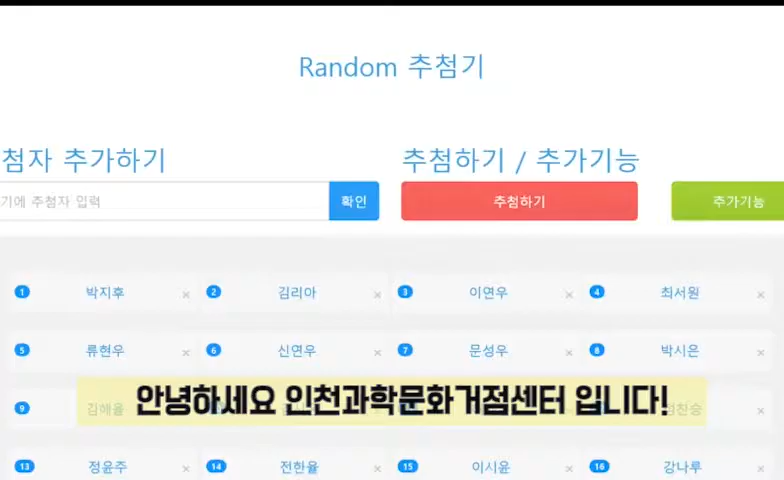 Random 추첨기
첨자 추가하기
추첨하기 / 추가기능
기에 추첨자 입력
확인
추첨하기
추가기능
1 박지후 ×
2 김리아 ×
3 이연우 ×
4 최서원 ×
5 류현우 ×
6 신연우 ×
7 문성우 ×
8 박시은 ×
9
안녕하세요 인천과학문화거점센터 입니다!
13 정윤주 ×
14 전한율 ×
15 이시윤 ×
16 강나루 ×